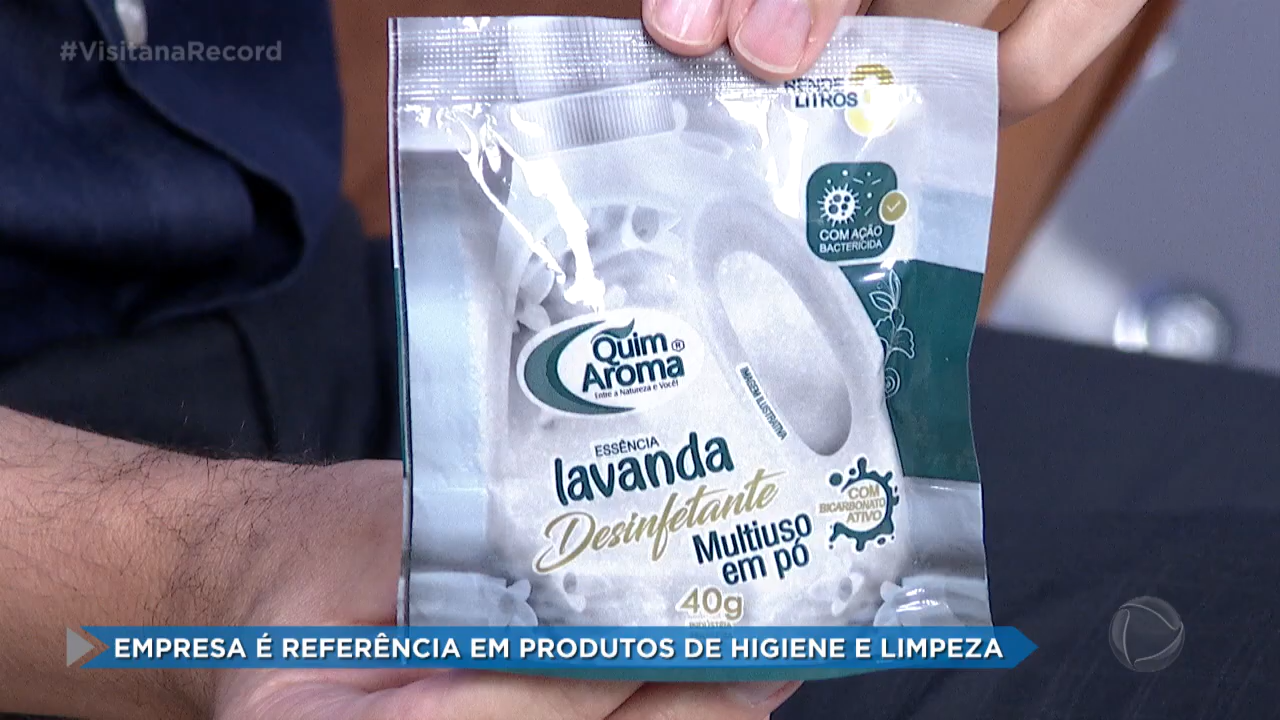 #VisitanaRecord
RENDE
LITROS
COM AÇÃO
BACTERICIDA
Quim
Aroma ®
Entre a Natureza e Você!
IMAGEM ILUSTRATIVA
ESSÊNCIA
lavanda
Desinfetante
Multiuso
em pó
COM
BICARBONATO
ATIVO
40g
INDÚSTRIA
EMPRESA É REFERÊNCIA EM PRODUTOS DE HIGIENE E LIMPEZA